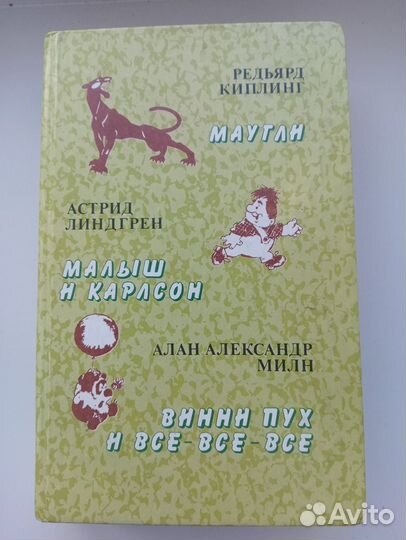 РЕДЬЯРД
КИПЛИНГ
МАУГЛИ
АСТРИД
ЛИНДГРЕН
МАЛЫШ
И КАРЛСОН
АЛАН АЛЕКСАНДР
МИЛН
ВИННИ ПУХ
И ВСЕ-ВСЕ-ВСЕ
Avito